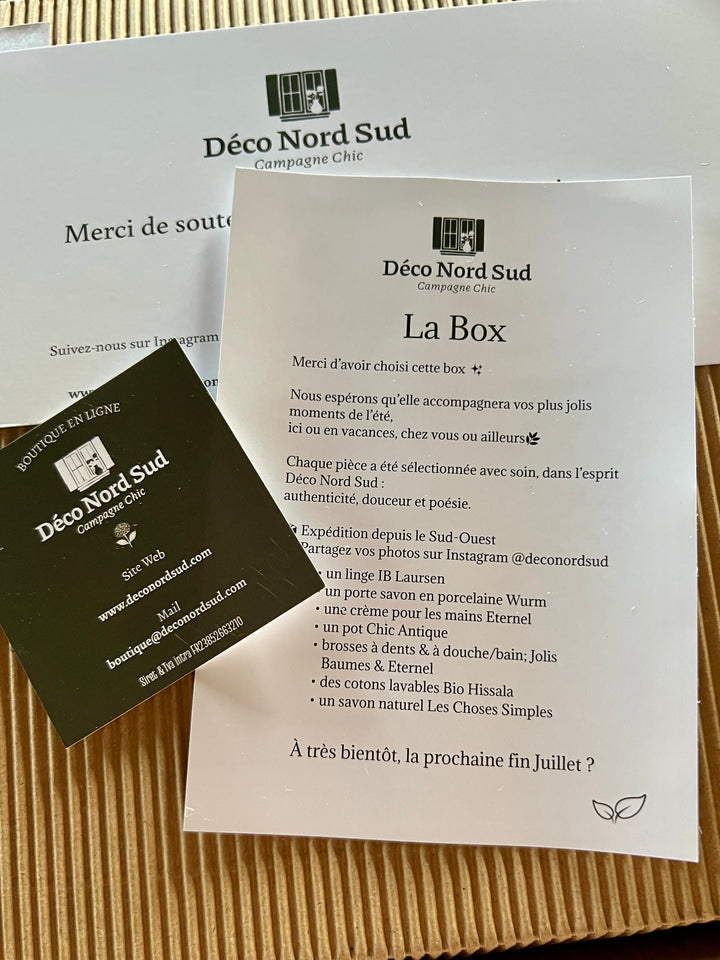 Déco Nord Sud
Campagne Chic
Merci de soute
Suivez-nous sur Instagram
Déco Nord Sud
Campagne Chic
La Box
Merci d'avoir choisi cette box
Nous espérons qu'elle accompagnera vos plus jolis
moments de l'été,
ici ou en vacances, chez vous ou ailleurs
Chaque pièce a été sélectionnée avec soin, dans l'esprit
Déco Nord Sud :
authenticité, douceur et poésie.
Expédition depuis le Sud-Ouest
Partagez vos photos sur Instagram @deconordsud
• un linge IB Laursen
un porte savon en porcelaine Wurm
• une crème pour les mains Eternel
• un pot Chic Antique
• brosses à dents & à douche/bain; Jolis
Baumes & Eternel
• des cotons lavables Bio Hissala
• un savon naturel Les Choses Simples
À très bientôt, la prochaine fin Juillet ?
BOUTIQUE EN LIGNE
Déco Nord Sud
Campagne Chic
Site Web
www.deconordsud.com
Mail
boutique@deconordsud.com
Siret & Tva Intra FR23852663210